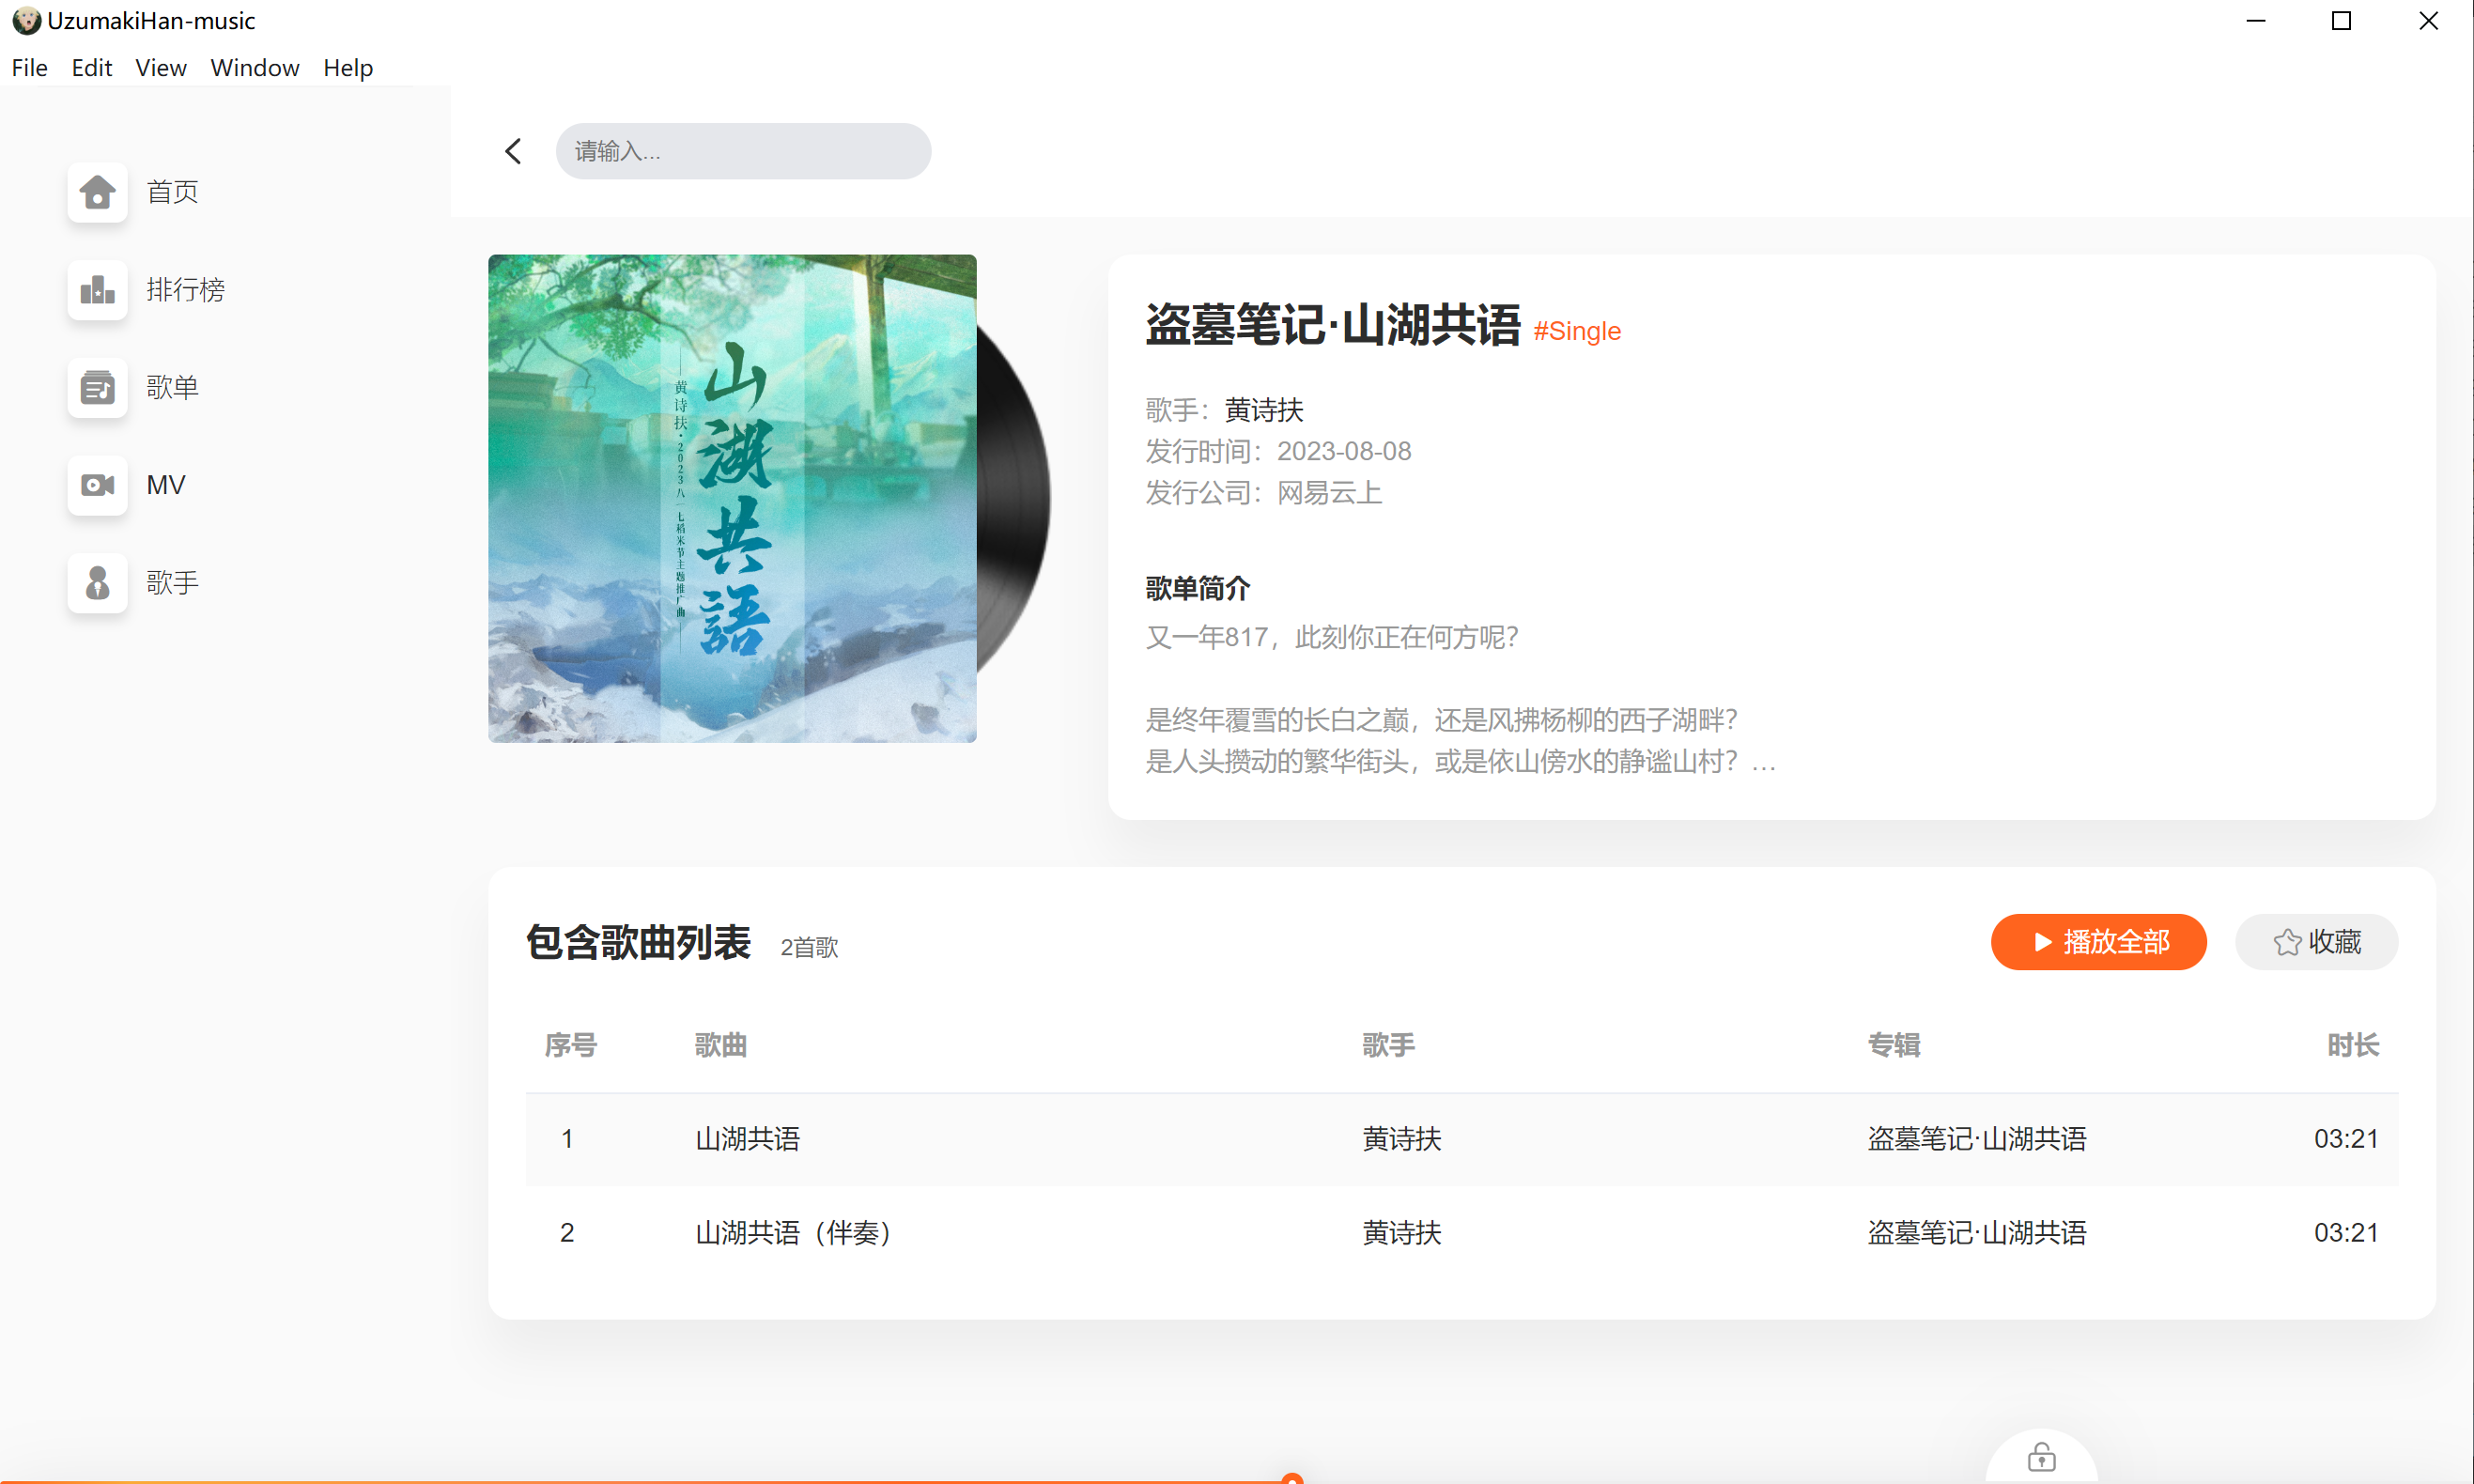 UzumakiHan-music
File Edit View Window Help
请输入...
首页
排行榜
歌单
MV
歌手
山湖共語
黄诗扶·2023八一七稻米节主题推广曲
盗墓笔记·山湖共语 #Single
歌手：黄诗扶
发行时间：2023-08-08
发行公司：网易云上
歌单简介
又一年817，此刻你正在何方呢？
是终年覆雪的长白之巅，还是风拂杨柳的西子湖畔？
是人头攒动的繁华街头，或是依山傍水的静谧山村？…
包含歌曲列表 2首歌
播放全部 收藏
序号 歌曲 歌手 专辑 时长
1 山湖共语 黄诗扶 盗墓笔记·山湖共语 03:21
2 山湖共语（伴奏） 黄诗扶 盗墓笔记·山湖共语 03:21